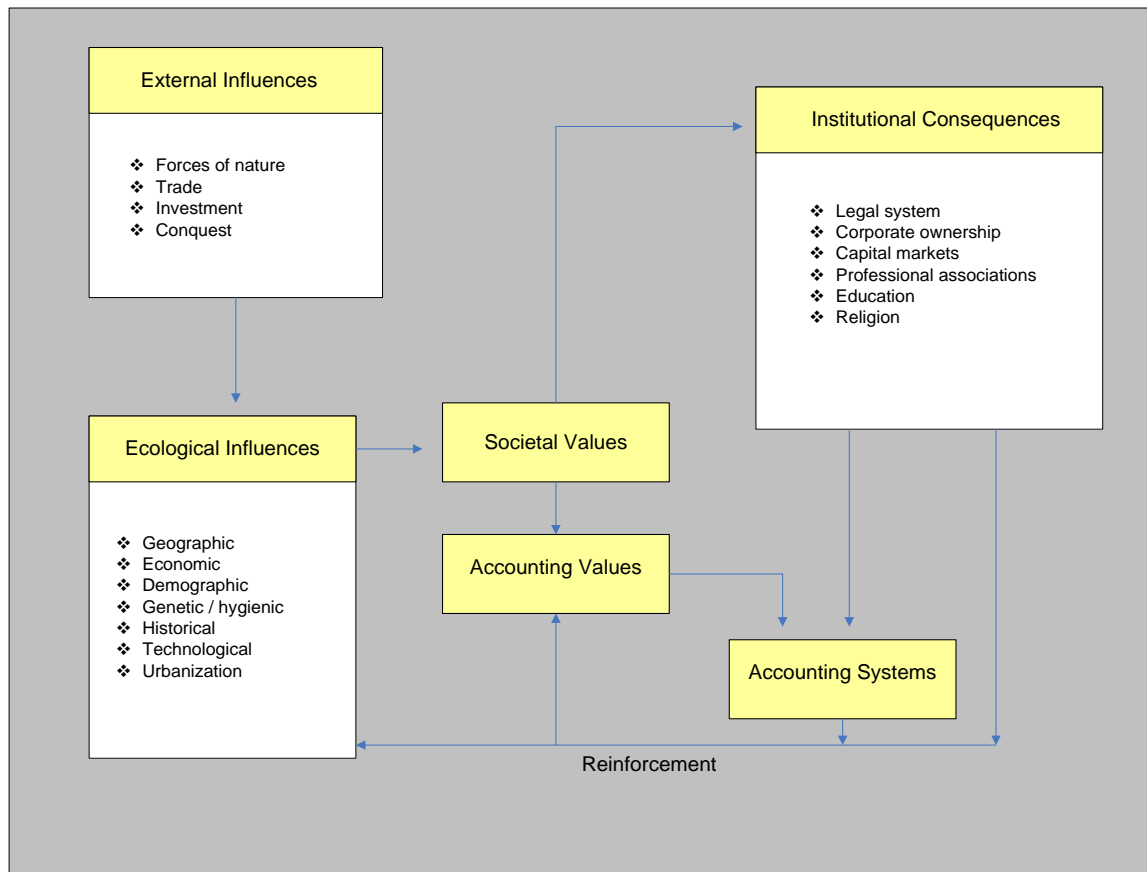 External Influences
❖ Forces of nature
❖ Trade
❖ Investment
❖ Conquest
Institutional Consequences
❖ Legal system
❖ Corporate ownership
❖ Capital markets
❖ Professional associations
❖ Education
❖ Religion
Ecological Influences
❖ Geographic
❖ Economic
❖ Demographic
❖ Genetic / hygienic
❖ Historical
❖ Technological
❖ Urbanization
Societal Values
Accounting Values
Accounting Systems
Reinforcement